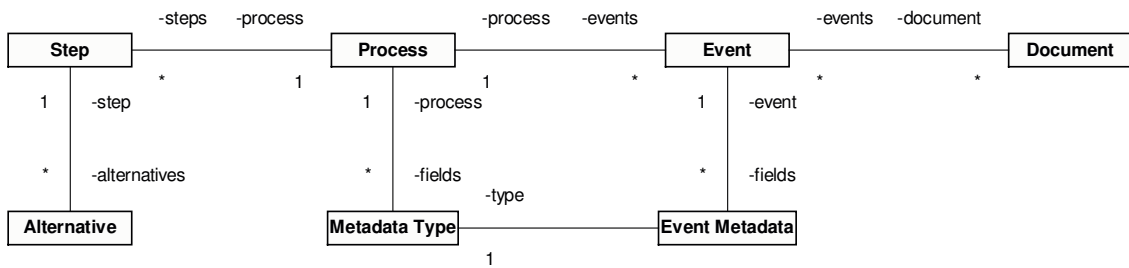 -steps -process -process -events -events -document
Step Process Event Document
* 1 1 * * *
1 -step 1 -process 1 -event
* -alternatives * -fields * -fields
-type
Alternative Metadata Type Event Metadata
1